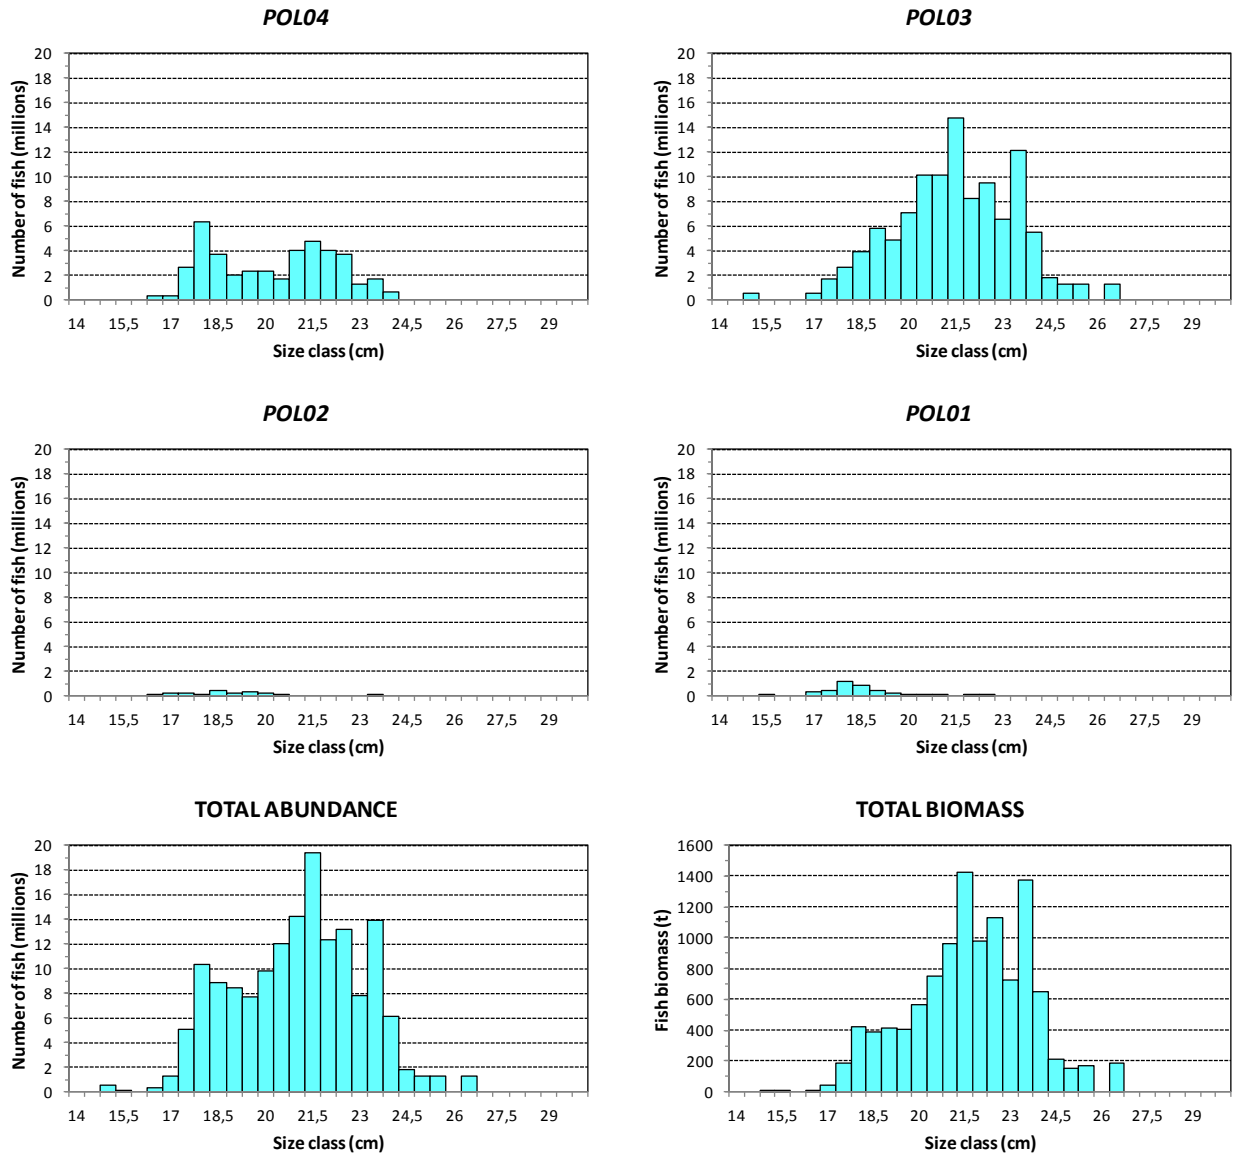 POL04
20
18
16
14
12
10
8
6
4
2
0
Number of fish (millions)
14 15,5 17 18,5 20 21,5 23 24,5 26 27,5 29
Size class (cm)
POL03
20
18
16
14
12
10
8
6
4
2
0
Number of fish (millions)
14 15,5 17 18,5 20 21,5 23 24,5 26 27,5 29
Size class (cm)
POL02
20
18
16
14
12
10
8
6
4
2
0
Number of fish (millions)
14 15,5 17 18,5 20 21,5 23 24,5 26 27,5 29
Size class (cm)
POL01
20
18
16
14
12
10
8
6
4
2
0
Number of fish (millions)
14 15,5 17 18,5 20 21,5 23 24,5 26 27,5 29
Size class (cm)
TOTAL ABUNDANCE
20
18
16
14
12
10
8
6
4
2
0
Number of fish (millions)
14 15,5 17 18,5 20 21,5 23 24,5 26 27,5 29
Size class (cm)
TOTAL BIOMASS
1600
1400
1200
1000
800
600
400
200
0
Fish biomass (t)
14 15,5 17 18,5 20 21,5 23 24,5 26 27,5 29
Size class (cm)